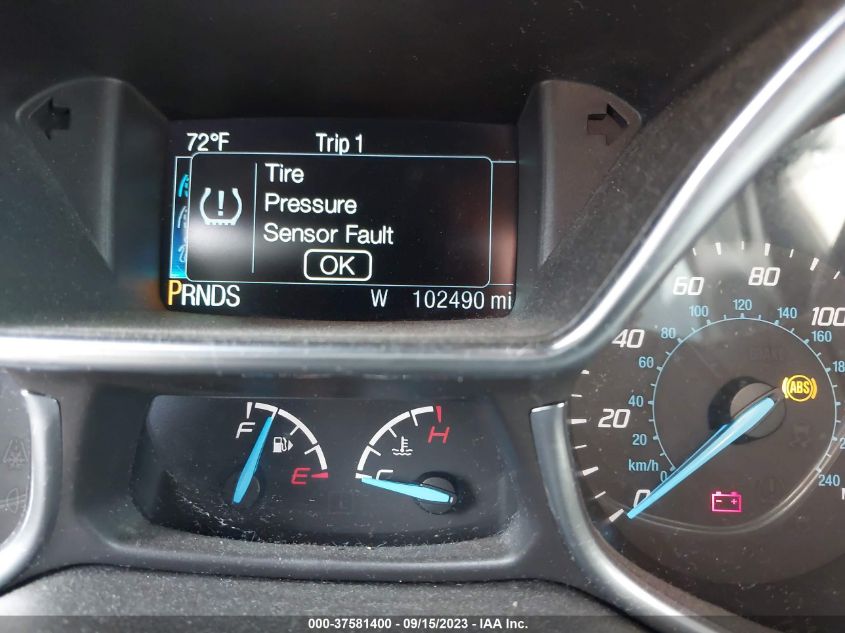 72°F Trip 1
Tire
Pressure
Sensor Fault
OK
PRNDS W 102490 mi
F E
C H
0 20 40 60 80 100
0 20 40 60 80 100 120 140 160 240
km/h
ABS
000-37581400 - 09/15/2023 - IAA Inc.